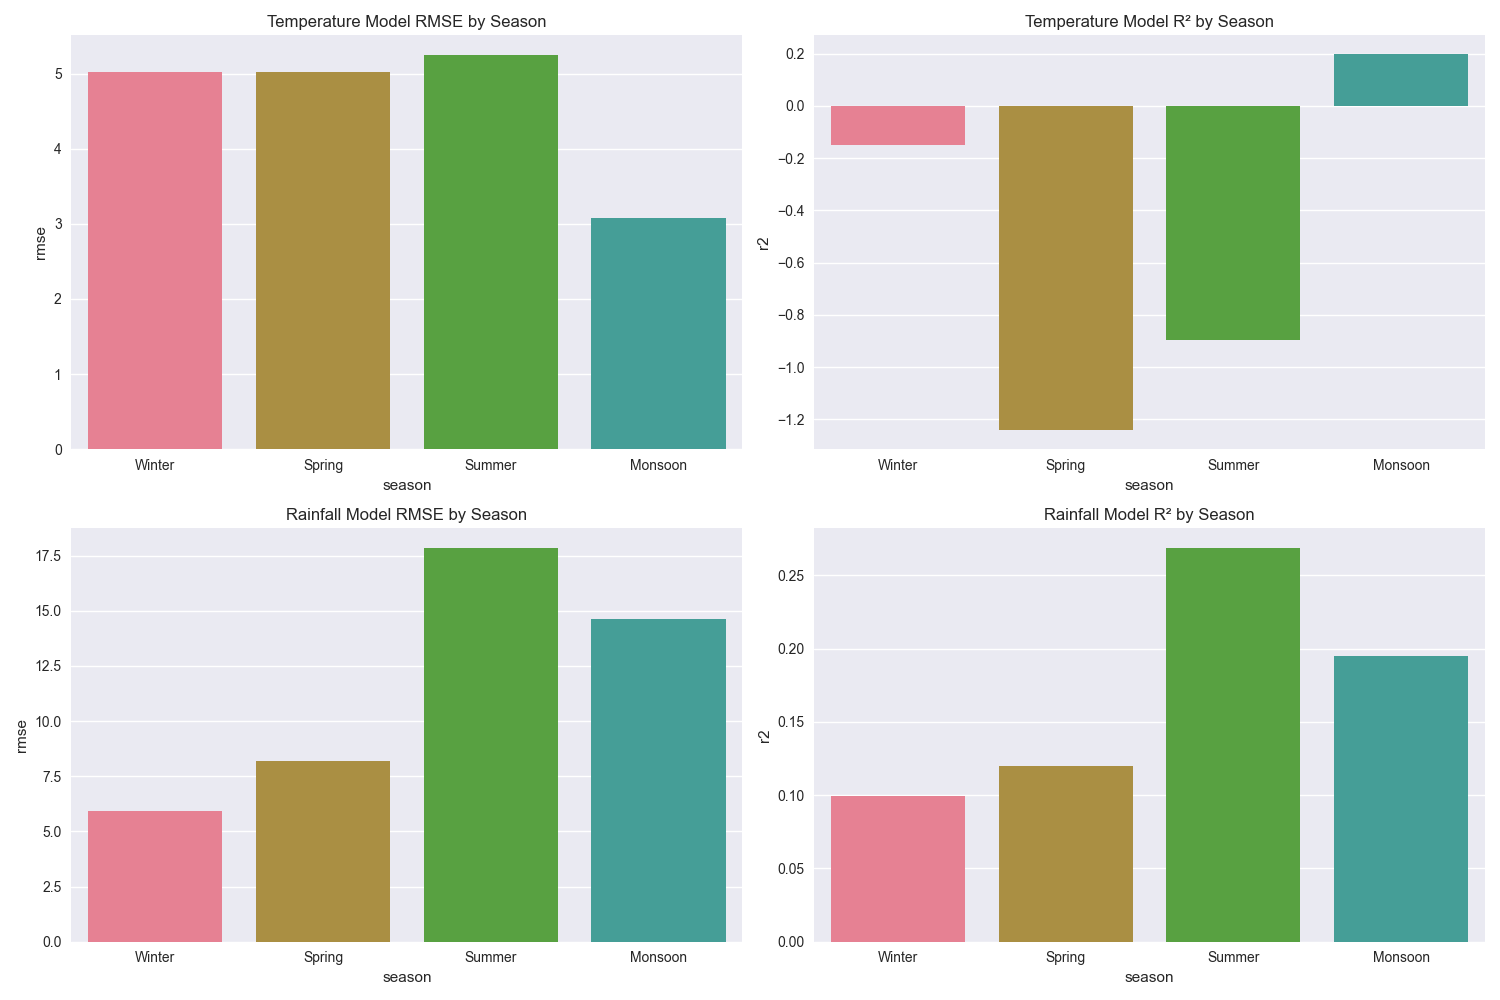 Temperature Model RMSE by Season
rmse
5
4
3
2
1
0
Winter Spring Summer Monsoon
season
Temperature Model R² by Season
r2
0.2
0.0
−0.2
−0.4
−0.6
−0.8
−1.0
−1.2
Winter Spring Summer Monsoon
season
Rainfall Model RMSE by Season
rmse
17.5
15.0
12.5
10.0
7.5
5.0
2.5
0.0
Winter Spring Summer Monsoon
season
Rainfall Model R² by Season
r2
0.25
0.20
0.15
0.10
0.05
0.00
Winter Spring Summer Monsoon
season